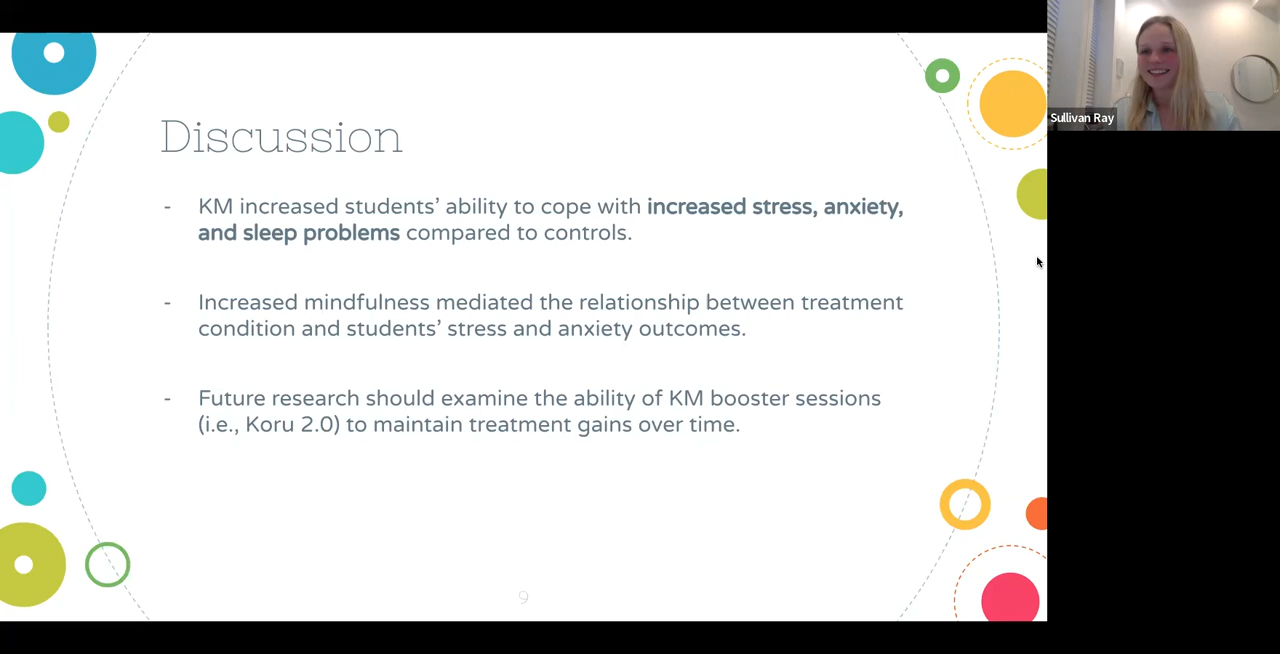 Discussion
- KM increased students’ ability to cope with increased stress, anxiety,
and sleep problems compared to controls.
- Increased mindfulness mediated the relationship between treatment
condition and students’ stress and anxiety outcomes.
- Future research should examine the ability of KM booster sessions
(i.e., Koru 2.0) to maintain treatment gains over time.
9
Sullivan Ray